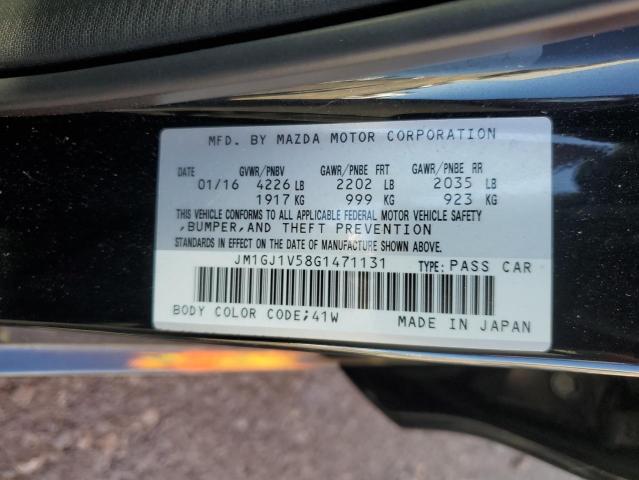 MFD. BY MAZDA MOTOR CORPORATION
DATE GVWR/PNBV GAWR/PNBE FRT GAWR/PNBE RR
01/16 4226 LB 2202 LB 2035 LB
1917 KG 999 KG 923 KG
THIS VEHICLE CONFORMS TO ALL APPLICABLE FEDERAL MOTOR VEHICLE SAFETY
,BUMPER,AND THEFT PREVENTION
STANDARDS IN EFFECT ON THE DATE OF MANUFACTURE SHOWN ABOVE.
JM1GJ1V58G1471131 TYPE: PASS CAR
BODY COLOR CODE;41W MADE IN JAPAN